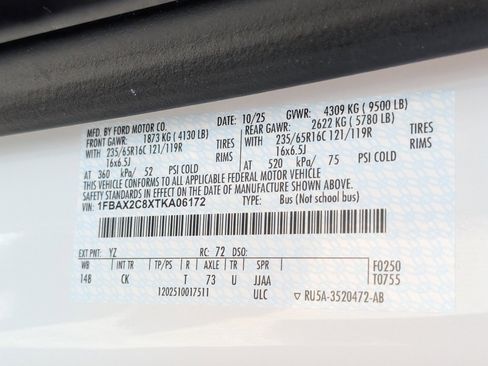 MFD. BY FORD MOTOR CO. DATE: 10/25 GVWR: 4309 KG ( 9500 LB)
FRONT GAWR: 1873 KG ( 4130 LB) REAR GAWR: 2622 KG ( 5780 LB)
WITH 235/65R16C 121/119R TIRES WITH 235/65R16C 121/119R TIRES
16x6.5J RIMS 16x6.5J RIMS
AT 360 kPa/ 52 PSI COLD AT 520 kPa/ 75 PSI COLD
THIS VEHICLE CONFORMS TO ALL APPLICABLE FEDERAL MOTOR VEHICLE
SAFETY STANDARDS IN EFFECT ON THE DATE OF MANUFACTURE SHOWN ABOVE.
VIN: 1FBAX2C8XTKA06172 TYPE: Bus (Not school bus)
EXT PNT: YZ RC: 72 DSO:
WB INT TR TP/PS R AXLE TR SPR F0250
148 CK T 73 U JJAA T0755
1202510017511 ULC ▽ RU5A-3520472-AB